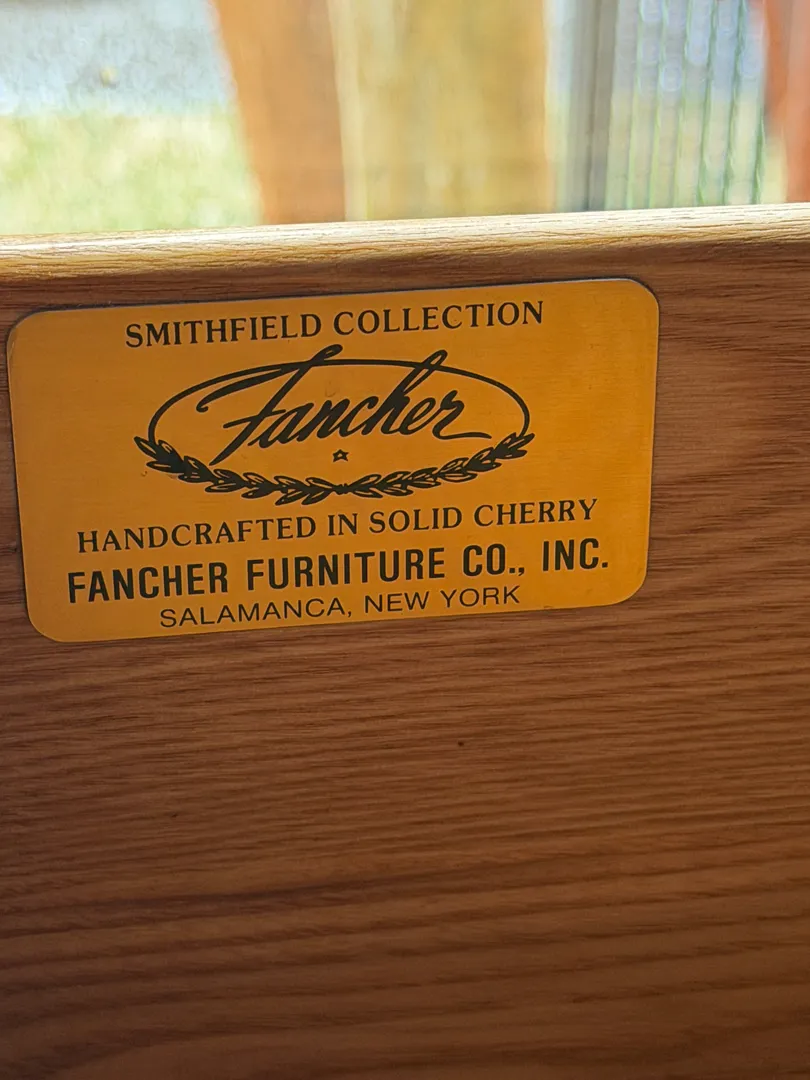 SMITHFIELD COLLECTION
Fancher
HANDCRAFTED IN SOLID CHERRY
FANCHER FURNITURE CO., INC.
SALAMANCA, NEW YORK